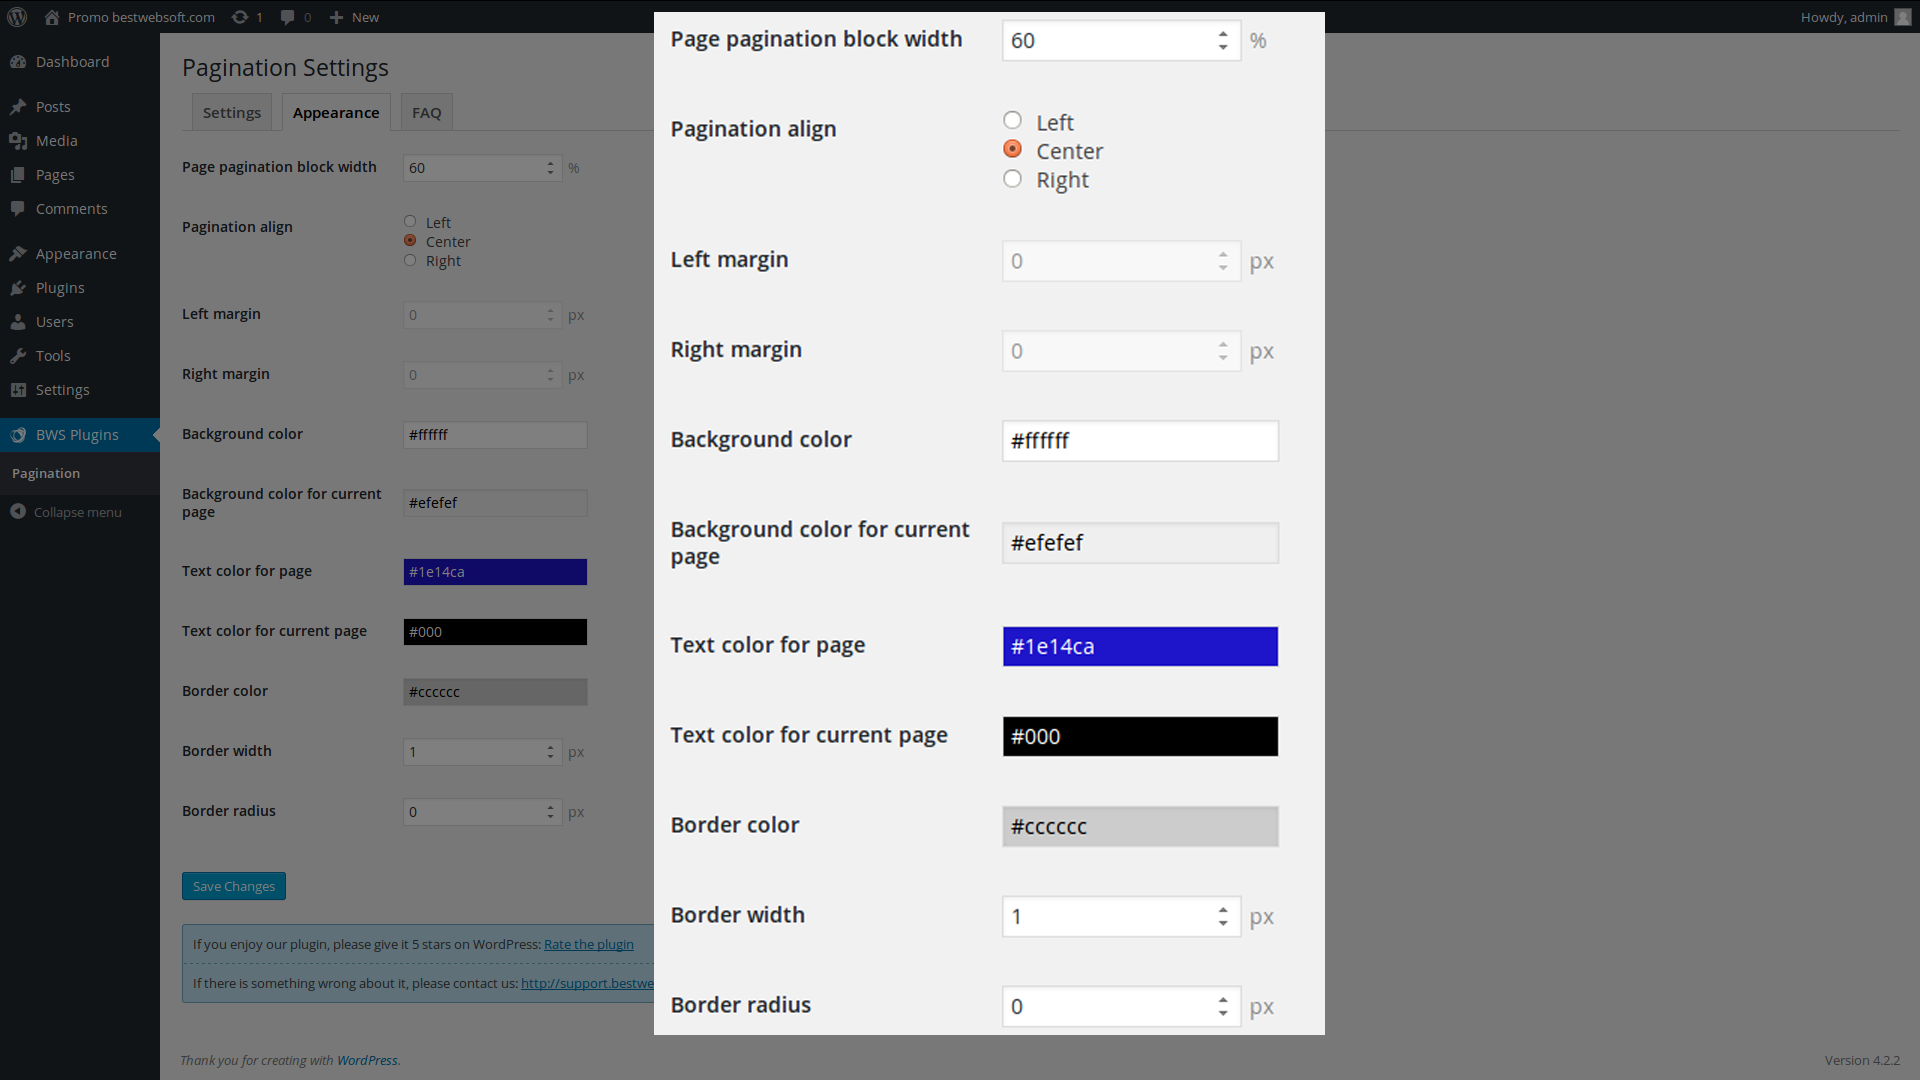 Promo bestwebsoft.com 1 0 New Howdy, admin
Dashboard
Posts
Media
Pages
Comments
Appearance
Plugins
Users
Tools
Settings
BWS Plugins
Pagination
Collapse menu
Pagination Settings
Settings Appearance FAQ
Page pagination block width 60 %
Pagination align Left
Center
Right
Left margin 0 px
Right margin 0 px
Background color #ffffff
Background color for current
page #efefef
Text color for page #1e14ca
Text color for current page #000
Border color #cccccc
Border width 1 px
Border radius 0 px
Save Changes
If you enjoy our plugin, please give it 5 stars on WordPress: Rate the plugin
If there is something wrong about it, please contact us: http://support.bestwe
Thank you for creating with WordPress.
Page pagination block width 60 %
Pagination align Left
Center
Right
Left margin 0 px
Right margin 0 px
Background color #ffffff
Background color for current
page #efefef
Text color for page #1e14ca
Text color for current page #000
Border color #cccccc
Border width 1 px
Border radius 0 px
Version 4.2.2